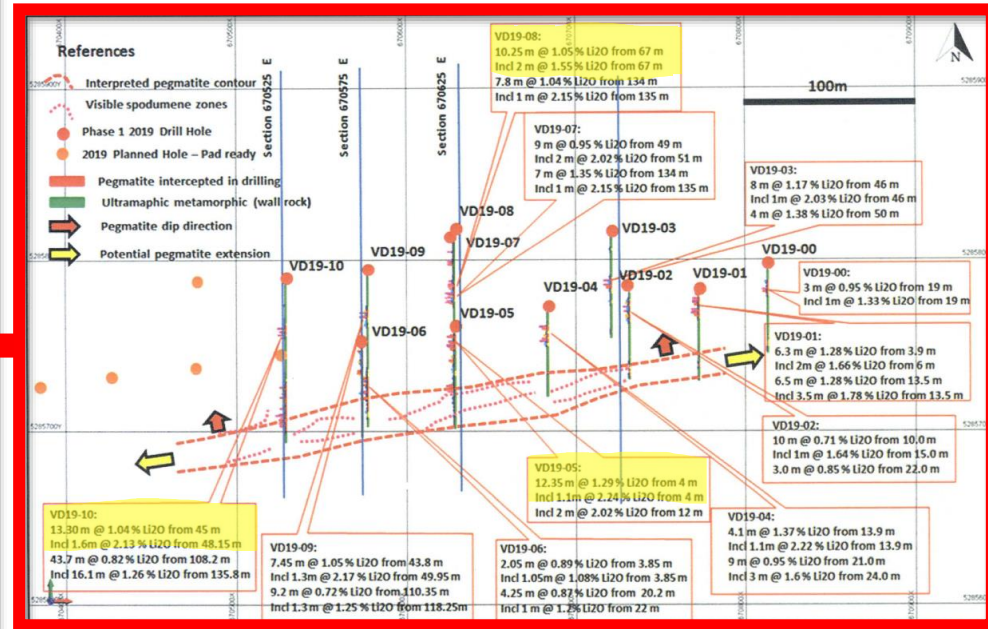 References
Interpreted pegmatite contour
Visible spodumene zones
Phase 1 2019 Drill Hole
2019 Planned Hole – Pad ready
Pegmatite intercepted in drilling
Ultramaphic metamorphic (wall rock)
Pegmatite dip direction
Potential pegmatite extension
Section 670525 E
Section 670575 E
Section 670625 E
670400X
670500X
670600X
100m
N
VD19-08:
10.25 m @ 1.05 % Li2O from 67 m
Incl 2 m @ 1.55 % Li2O from 67 m
7.8 m @ 1.04 % Li2O from 134 m
Incl 1 m @ 2.15 % Li2O from 135 m
VD19-07:
9 m @ 0.95 % Li2O from 49 m
Incl 2 m @ 2.02 % Li2O from 51 m
7 m @ 1.35 % Li2O from 134 m
Incl 1 m @ 2.15 % Li2O from 135 m
VD19-03:
8 m @ 1.17 % Li2O from 46 m
Incl 1m @ 2.03 % Li2O from 46 m
4 m @ 1.38 % Li2O from 50 m
VD19-08
VD19-07
VD19-03
VD19-09
VD19-10
VD19-02
VD19-01
VD19-00
VD19-04
VD19-05
VD19-06
VD19-00:
3 m @ 0.95 % Li2O from 19 m
Incl 1m @ 1.33 % Li2O from 19 m
VD19-01:
6.3 m @ 1.28 % Li2O from 3.9 m
Incl 2m @ 1.66 % Li2O from 6 m
6.5 m @ 1.28 % Li2O from 13.5 m
Incl 3.5 m @ 1.78 % Li2O from 13.5 m
5285700Y
VD19-02:
10 m @ 0.71 % Li2O from 10.0 m
Incl 1m @ 1.64 % Li2O from 15.0 m
3.0 m @ 0.85 % Li2O from 22.0 m
VD19-05:
12.35 m @ 1.29 % Li2O from 4 m
Incl 1.1m @ 2.24 % Li2O from 4 m
Incl 2 m @ 2.02 % Li2O from 12 m
VD19-10:
13.30 m @ 1.04 % Li2O from 45 m
Incl 1.6m @ 2.13 % Li2O from 48.15 m
43.7 m @ 0.82 % Li2O from 108.2 m
Incl 16.1 m @ 1.26 % Li2O from 135.8 m
VD19-09:
7.45 m @ 1.05 % Li2O from 43.8 m
Incl 1.3m @ 2.17 % Li2O from 49.95 m
9.2 m @ 0.72 % Li2O from 110.35 m
Incl 1.3 m @ 1.25 % Li2O from 118.25m
VD19-06:
2.05 m @ 0.89 % Li2O from 3.85 m
Incl 1.05m @ 1.08% Li2O from 3.85 m
4.25 m @ 0.87 % Li2O from 20.2 m
Incl 1 m @ 1.2% Li2O from 22 m
VD19-04:
4.1 m @ 1.37 % Li2O from 13.9 m
Incl 1.1m @ 2.22 % Li2O from 13.9 m
9 m @ 0.95 % Li2O from 21.0 m
Incl 3 m @ 1.6 % Li2O from 24.0 m